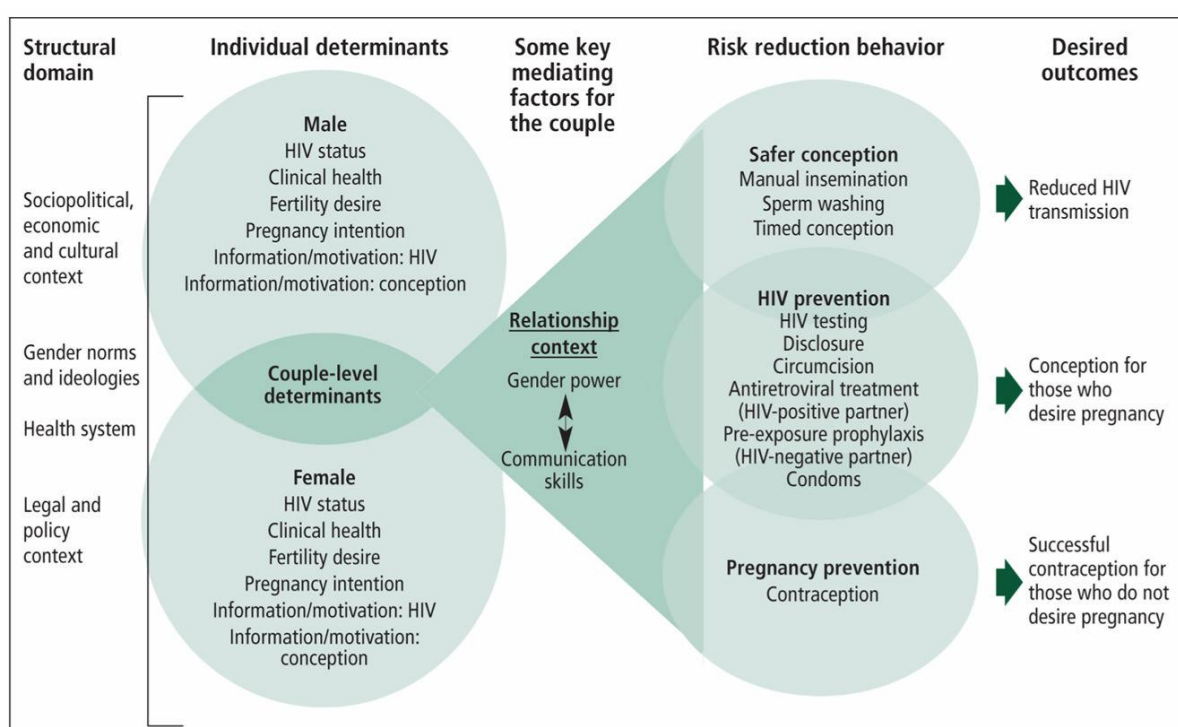 Structural
domain
Sociopolitical,
economic
and cultural
context
Gender norms
and ideologies
Health system
Legal and
policy
context
Individual determinants
Male
HIV status
Clinical health
Fertility desire
Pregnancy intention
Information/motivation: HIV
Information/motivation: conception
Couple-level
determinants
Female
HIV status
Clinical health
Fertility desire
Pregnancy intention
Information/motivation: HIV
Information/motivation:
conception
Some key
mediating
factors for
the couple
Relationship
context
Gender power
Communication
skills
Risk reduction behavior
Safer conception
Manual insemination
Sperm washing
Timed conception
HIV prevention
HIV testing
Disclosure
Circumcision
Antiretroviral treatment
(HIV-positive partner)
Pre-exposure prophylaxis
(HIV-negative partner)
Condoms
Pregnancy prevention
Contraception
Desired
outcomes
Reduced HIV
transmission
Conception for
those who
desire pregnancy
Successful
contraception for
those who do not
desire pregnancy